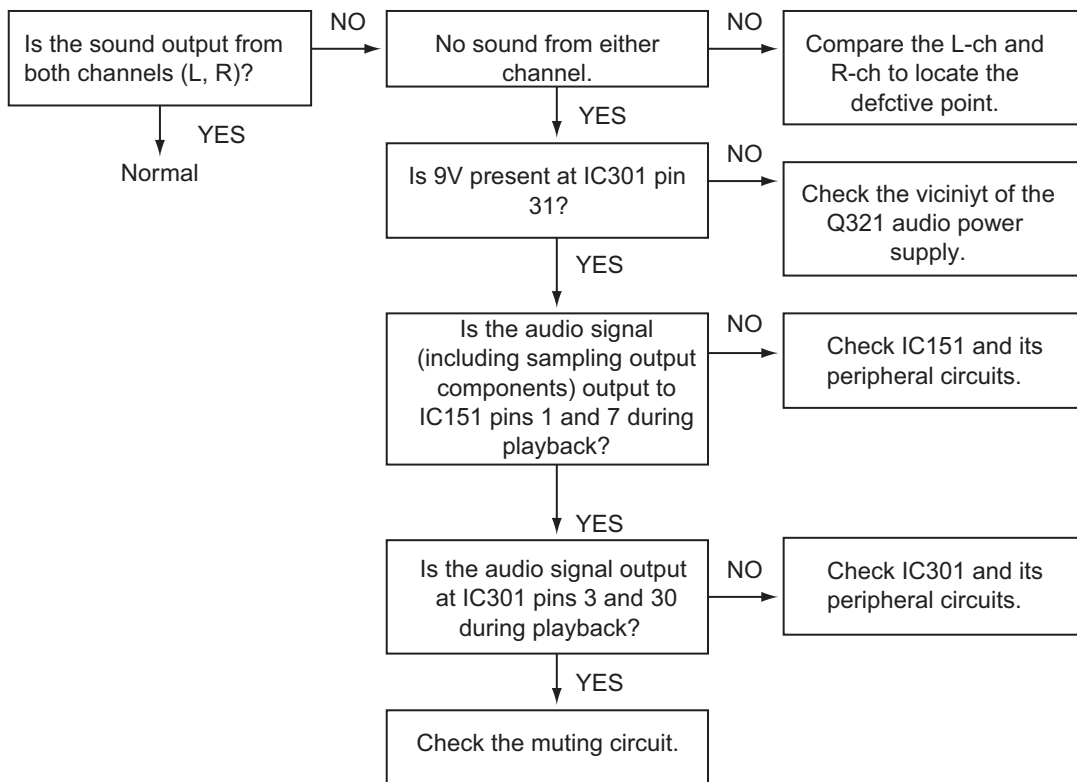 Is the sound output from
both channels (L, R)?
NO
No sound from either
channel.
NO
Compare the L-ch and
R-ch to locate the
defctive point.
YES
Normal
YES
Is 9V present at IC301 pin
31?
NO
Check the viciniyt of the
Q321 audio power
supply.
YES
Is the audio signal
(including sampling output
components) output to
IC151 pins 1 and 7 during
playback?
NO
Check IC151 and its
peripheral circuits.
YES
Is the audio signal output
at IC301 pins 3 and 30
during playback?
NO
Check IC301 and its
peripheral circuits.
YES
Check the muting circuit.